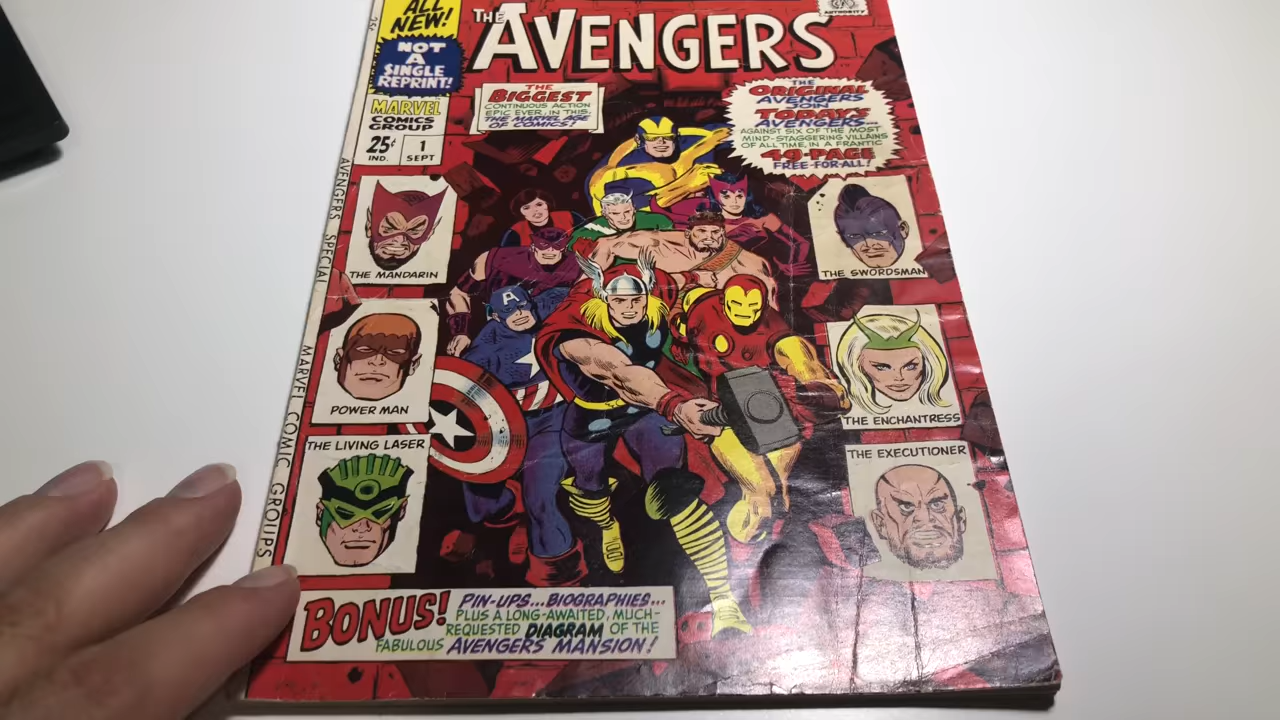 ALL
NEW!
NOT
A
SINGLE
REPRINT!
MARVEL
COMICS
GROUP
25¢
IND.
1
SEPT
THE AVENGERS
AUTHORITY
THE
BIGGEST
CONTINUOUS ACTION
EPIC EVER, IN THIS,
THE MARVEL AGE
OF COMICS!
THE
ORIGINAL
AVENGERS
JOIN
TODAY'S
AVENGERS...
AGAINST SIX OF THE MOST
MIND-STAGGERING VILLAINS
OF ALL TIME, IN A FRANTIC
49-PAGE
FREE-FOR-ALL!
THE MANDARIN
POWER MAN
THE LIVING LASER
A
THE SWORDSMAN
THE ENCHANTRESS
THE EXECUTIONER
AVENGERS SPECIAL
MARVEL COMIC GROUPS
BONUS!
PIN-UPS...BIOGRAPHIES...
PLUS A LONG-AWAITED, MUCH-
REQUESTED DIAGRAM OF THE
FABULOUS AVENGERS MANSION!